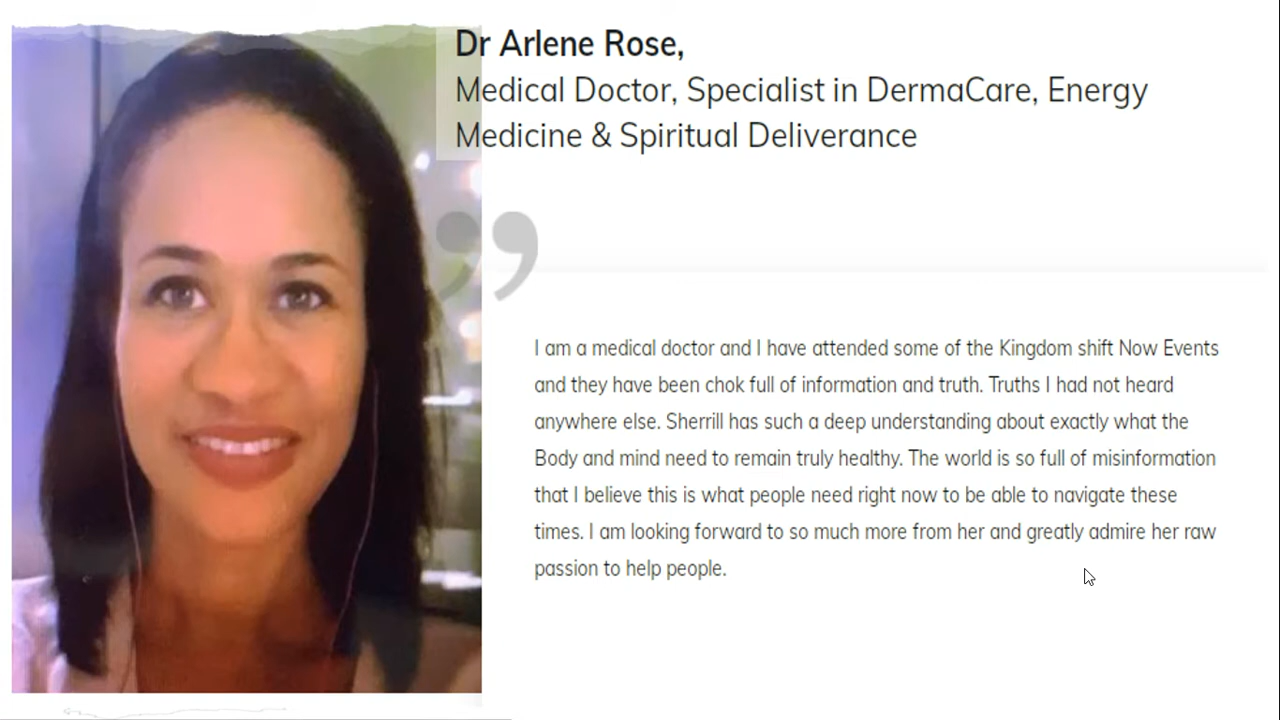 Dr Arlene Rose,
Medical Doctor, Specialist in DermaCare, Energy
Medicine & Spiritual Deliverance
”
I am a medical doctor and I have attended some of the Kingdom shift Now Events
and they have been chok full of information and truth. Truths I had not heard
anywhere else. Sherrill has such a deep understanding about exactly what the
Body and mind need to remain truly healthy. The world is so full of misinformation
that I believe this is what people need right now to be able to navigate these
times. I am looking forward to so much more from her and greatly admire her raw
passion to help people.